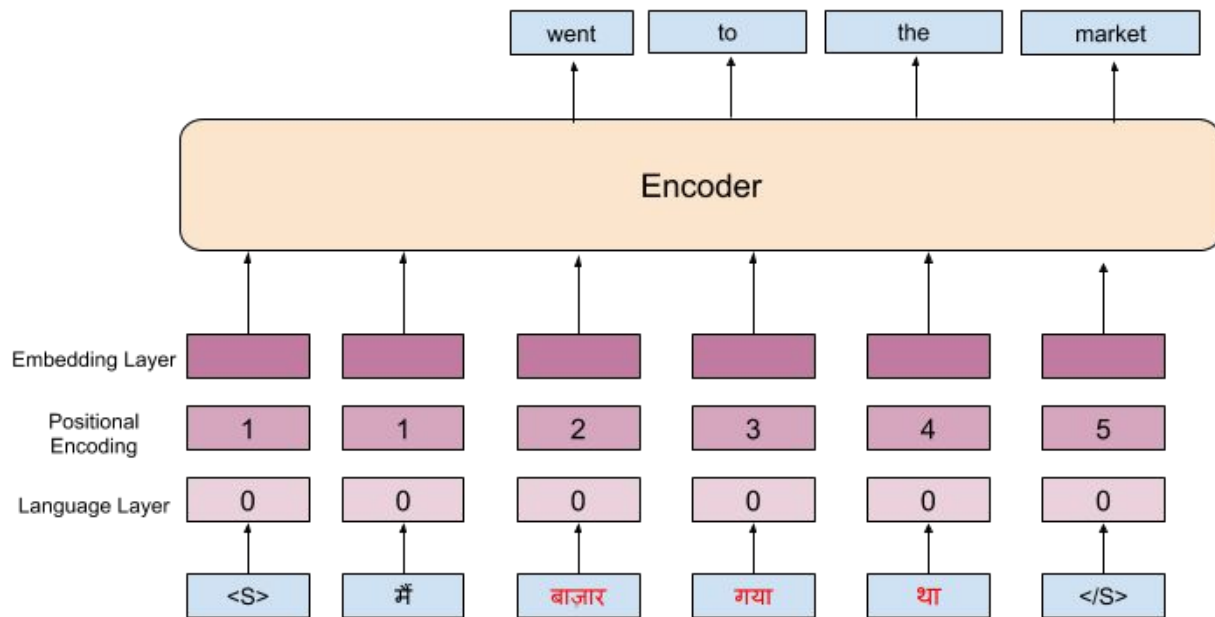 went to the market
Encoder
Embedding Layer
Positional
Encoding
1 1 2 3 4 5
Language Layer
0 0 0 0 0 0
<S> मैं बाज़ार गया था </S>